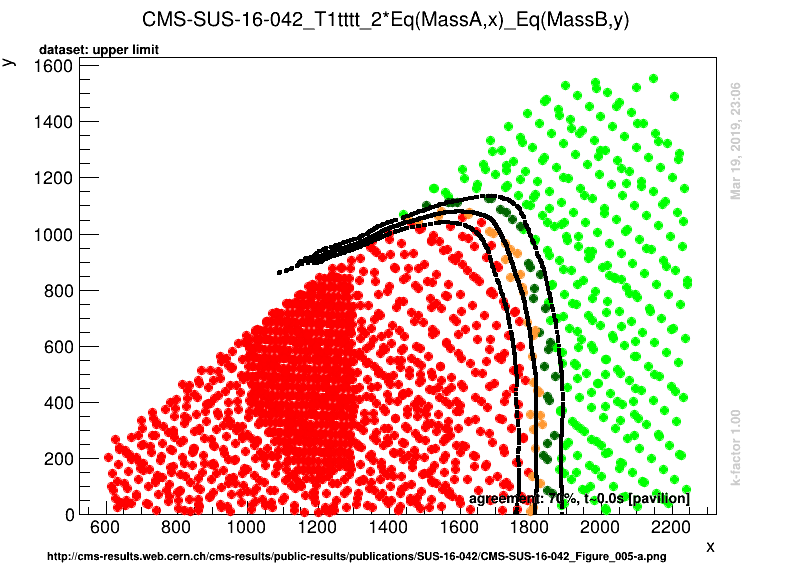 CMS-SUS-16-042_T1tttt_2*Eq(MassA,x)_Eq(MassB,y)
dataset: upper limit
y
1600
1400
1200
1000
800
600
400
200
0
Mar 19, 2019, 23:06
k-factor 1.00
agreement: 70%, t~0.0s [pavilion]
600 800 1000 1200 1400 1600 1800 2000 2200
x
http://cms-results.web.cern.ch/cms-results/public-results/publications/SUS-16-042/CMS-SUS-16-042_Figure_005-a.png